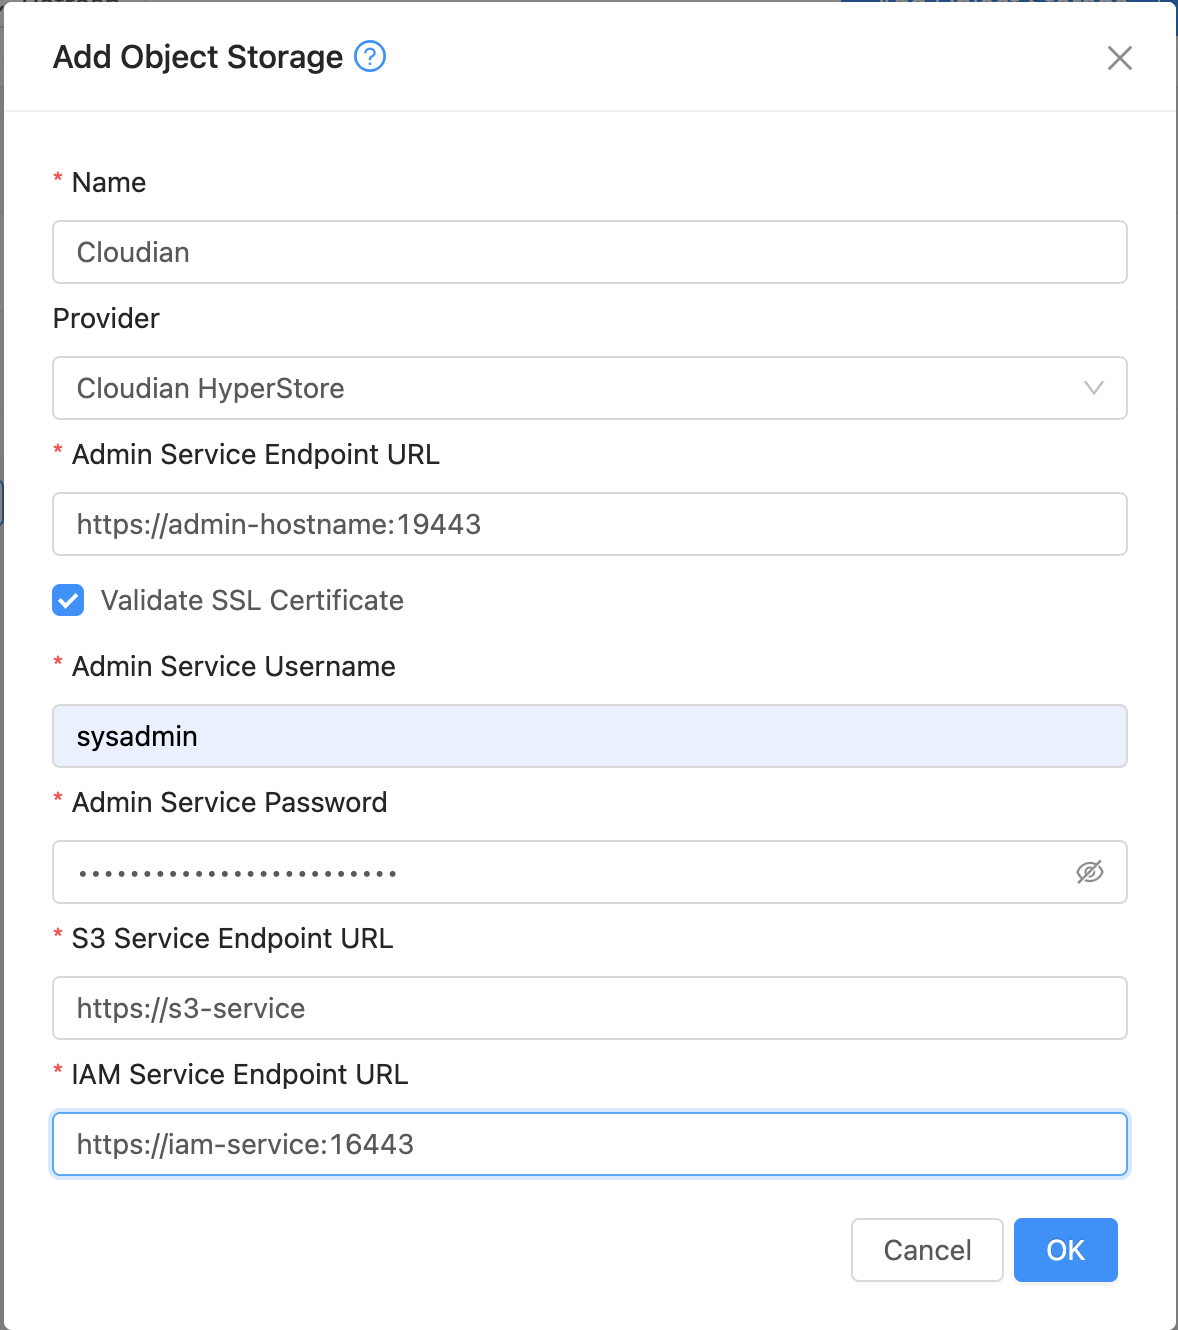 Add Object Storage ?
* Name
Cloudian
Provider
Cloudian HyperStore
* Admin Service Endpoint URL
https://admin-hostname:19443
Validate SSL Certificate
* Admin Service Username
sysadmin
* Admin Service Password
•••••••••••••••••••••••••
* S3 Service Endpoint URL
https://s3-service
* IAM Service Endpoint URL
https://iam-service:16443
Cancel OK